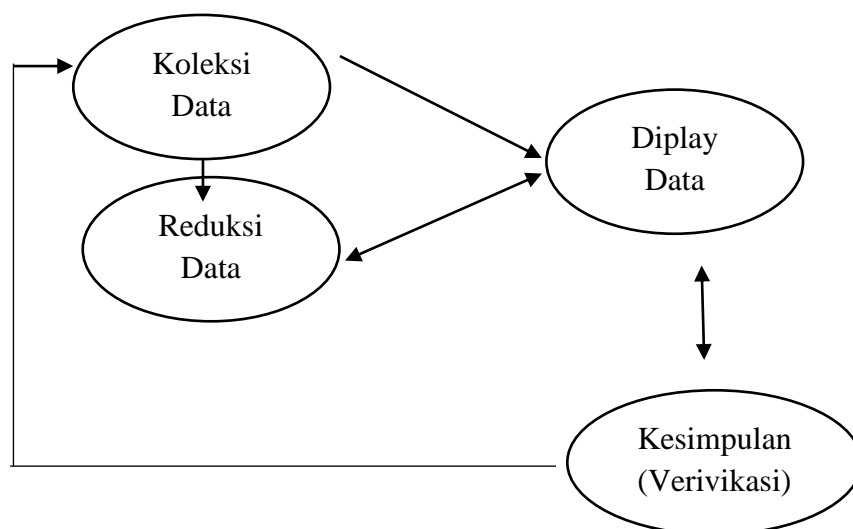 Koleksi
Data
Diplay
Data
Reduksi
Data
Kesimpulan
(Verivikasi)